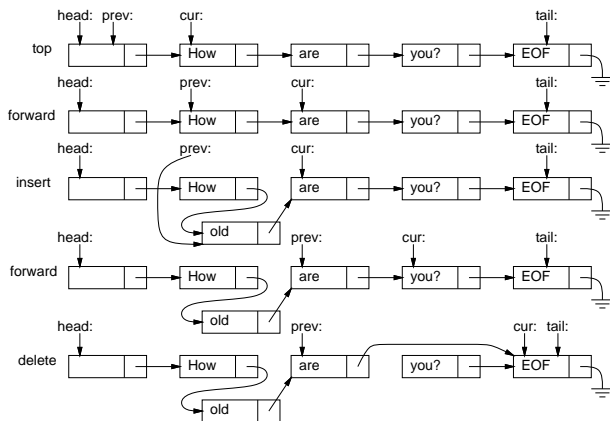 head: prev: cur: tail:
top How are you? EOF
head: prev: cur: tail:
forward How are you? EOF
head: prev: cur: tail:
insert How are you? EOF
old
head: prev: cur: tail:
forward How are you? EOF
old
head: prev: cur: tail:
delete How are you? EOF
old